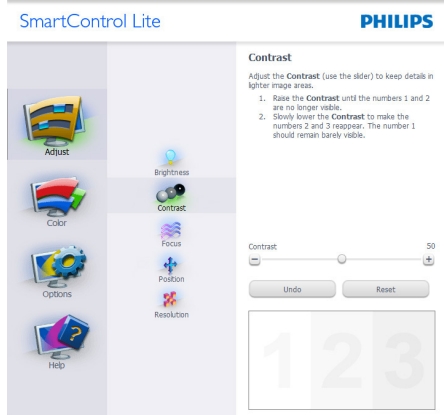 SmartControl Lite
PHILIPS
Adjust
Color
Options
Help
Brightness
Contrast
Focus
Position
Resolution
Contrast
Adjust the Contrast (use the slider) to keep details in
lighter image areas.
1. Raise the Contrast until the numbers 1 and 2
are no longer visible.
2. Slowly lower the Contrast to make the
numbers 2 and 3 reappear. The number 1
should remain barely visible.
Contrast 50
Undo Reset
1 2 3